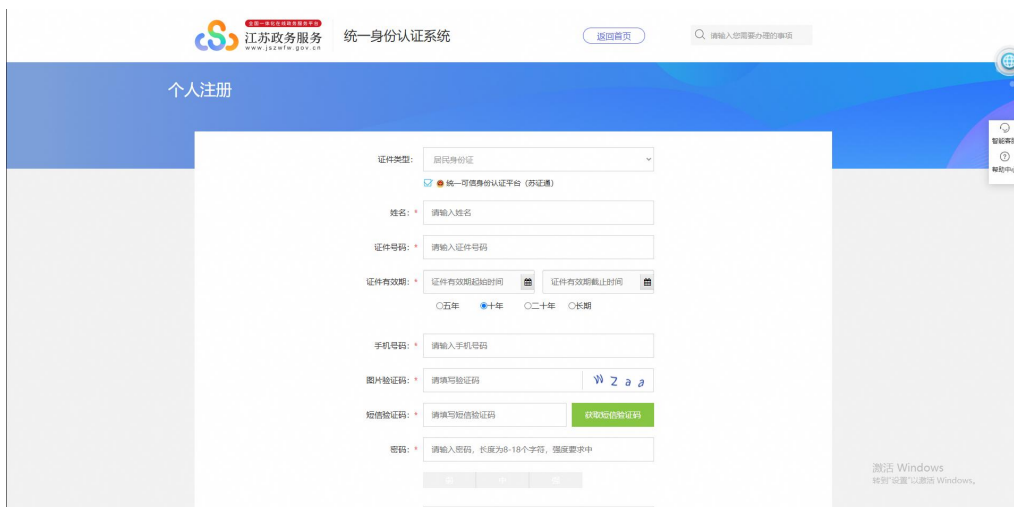 全国一体化在线政务服务平台
江苏政务服务
www.jszwfw.gov.cn
统一身份认证系统
返回首页
请输入您需要办理的事项
个人注册
智能客服
帮助中心
证件类型：
居民身份证
统一可信身份认证平台（苏证通）
姓名：* 请输入姓名
证件号码：* 请输入证件号码
证件有效期：* 证件有效期起始时间 证件有效期截止时间
五年 十年 二十年 长期
手机号码：* 请输入手机号码
图片验证码：* 请填写验证码 W 2 a a
短信验证码：* 请填写短信验证码 获取短信验证码
密码：* 请输入密码，长度为8-18个字符，强度要求中
激活 Windows
转到"设置"以激活 Windows。